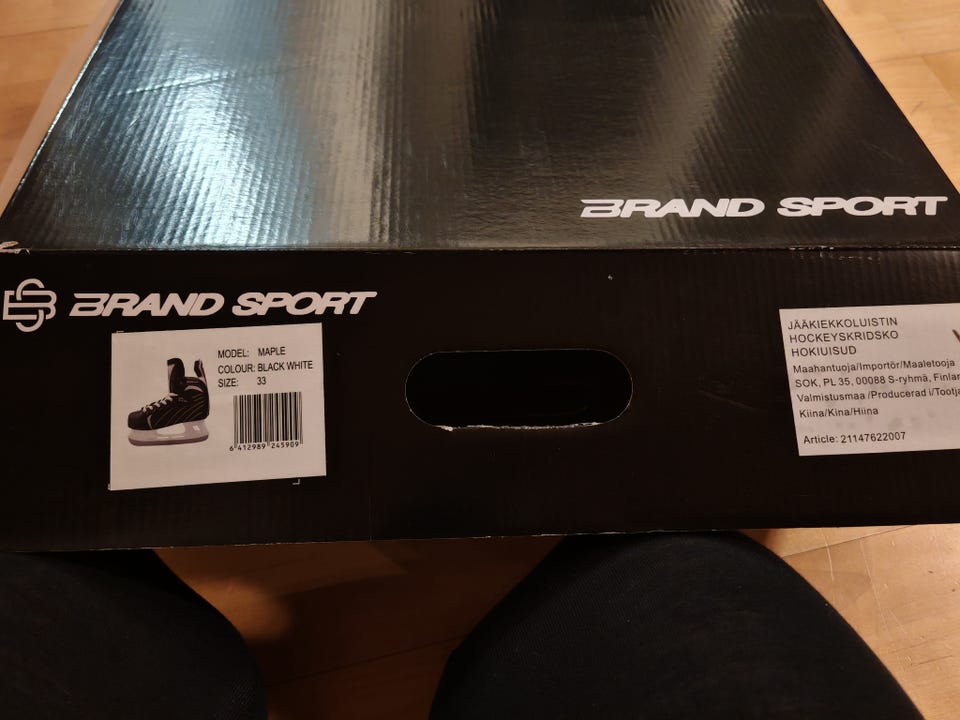 BRAND SPORT
BRAND SPORT
MODEL: MAPLE
COLOUR: BLACK WHITE
SIZE: 33
6 412989 245909
JÄÄKIEKKOLUISTIN
HOCKEYSKRIDSKO
HOKIUISUD
Maahantuoja/Importör/Maaletooja
SOK, PL 35, 00088 S-ryhmä,
Valmistusmaa /Producerad i/
Kiina/Kina/Hiina
Article: 21147622007